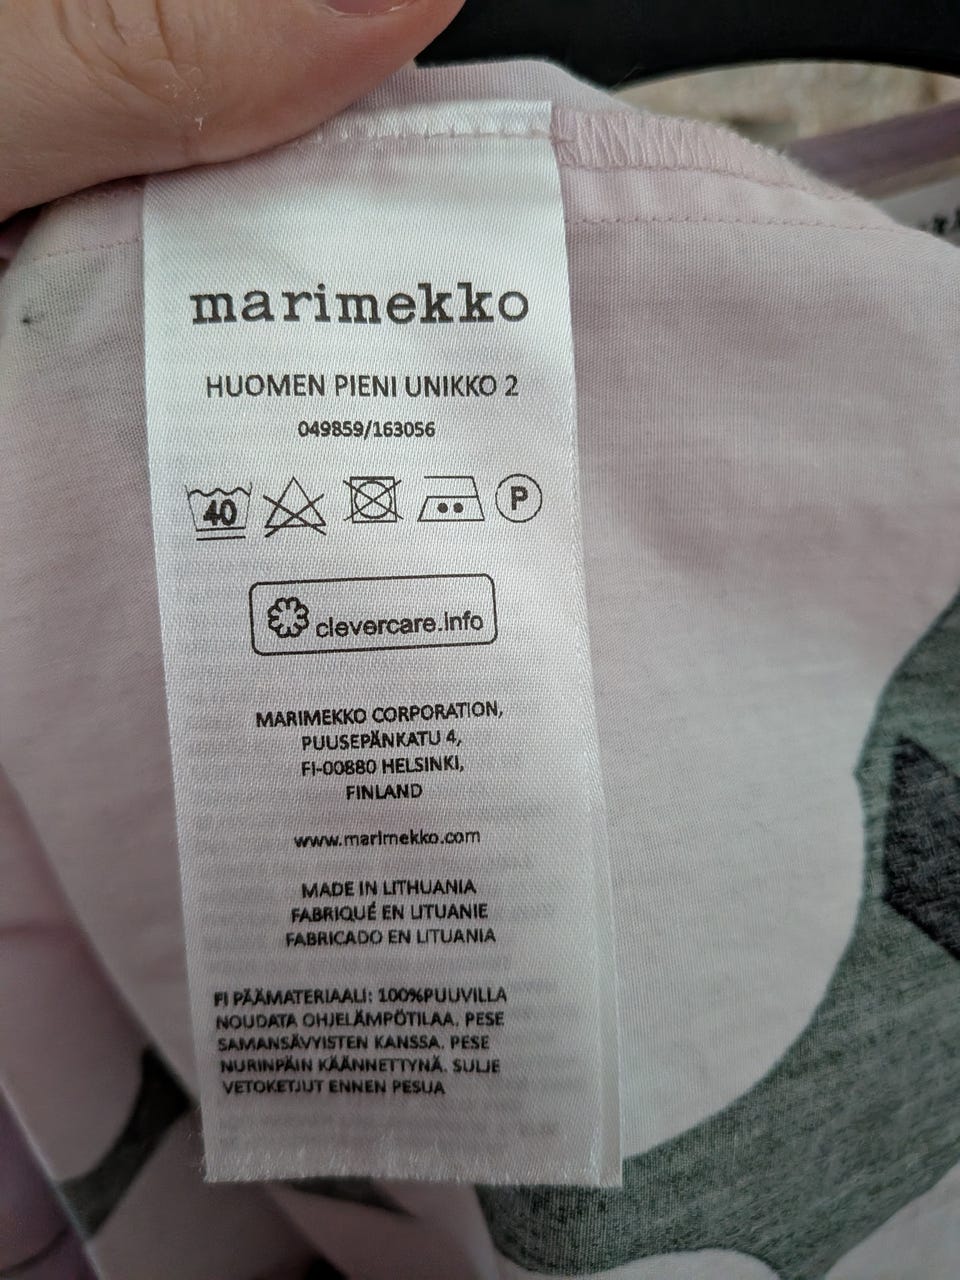 marimekko
HUOMEN PIENI UNIKKO 2
049859/163056
40
P
clevercare.info
MARIMEKKO CORPORATION,
PUUSEPÄNKATU 4,
FI-00880 HELSINKI,
FINLAND
www.marimekko.com
MADE IN LITHUANIA
FABRIQUÉ EN LITUANIE
FABRICADO EN LITUANIA
FI PÄÄMATERIAALI: 100%PUUVILLA
NOUDATA OHJELÄMPÖTILAA. PESE
SAMANSÄVYISTEN KANSSA. PESE
NURINPÄIN KÄÄNNETTYNÄ. SULJE
VETOKETJUT ENNEN PESUA